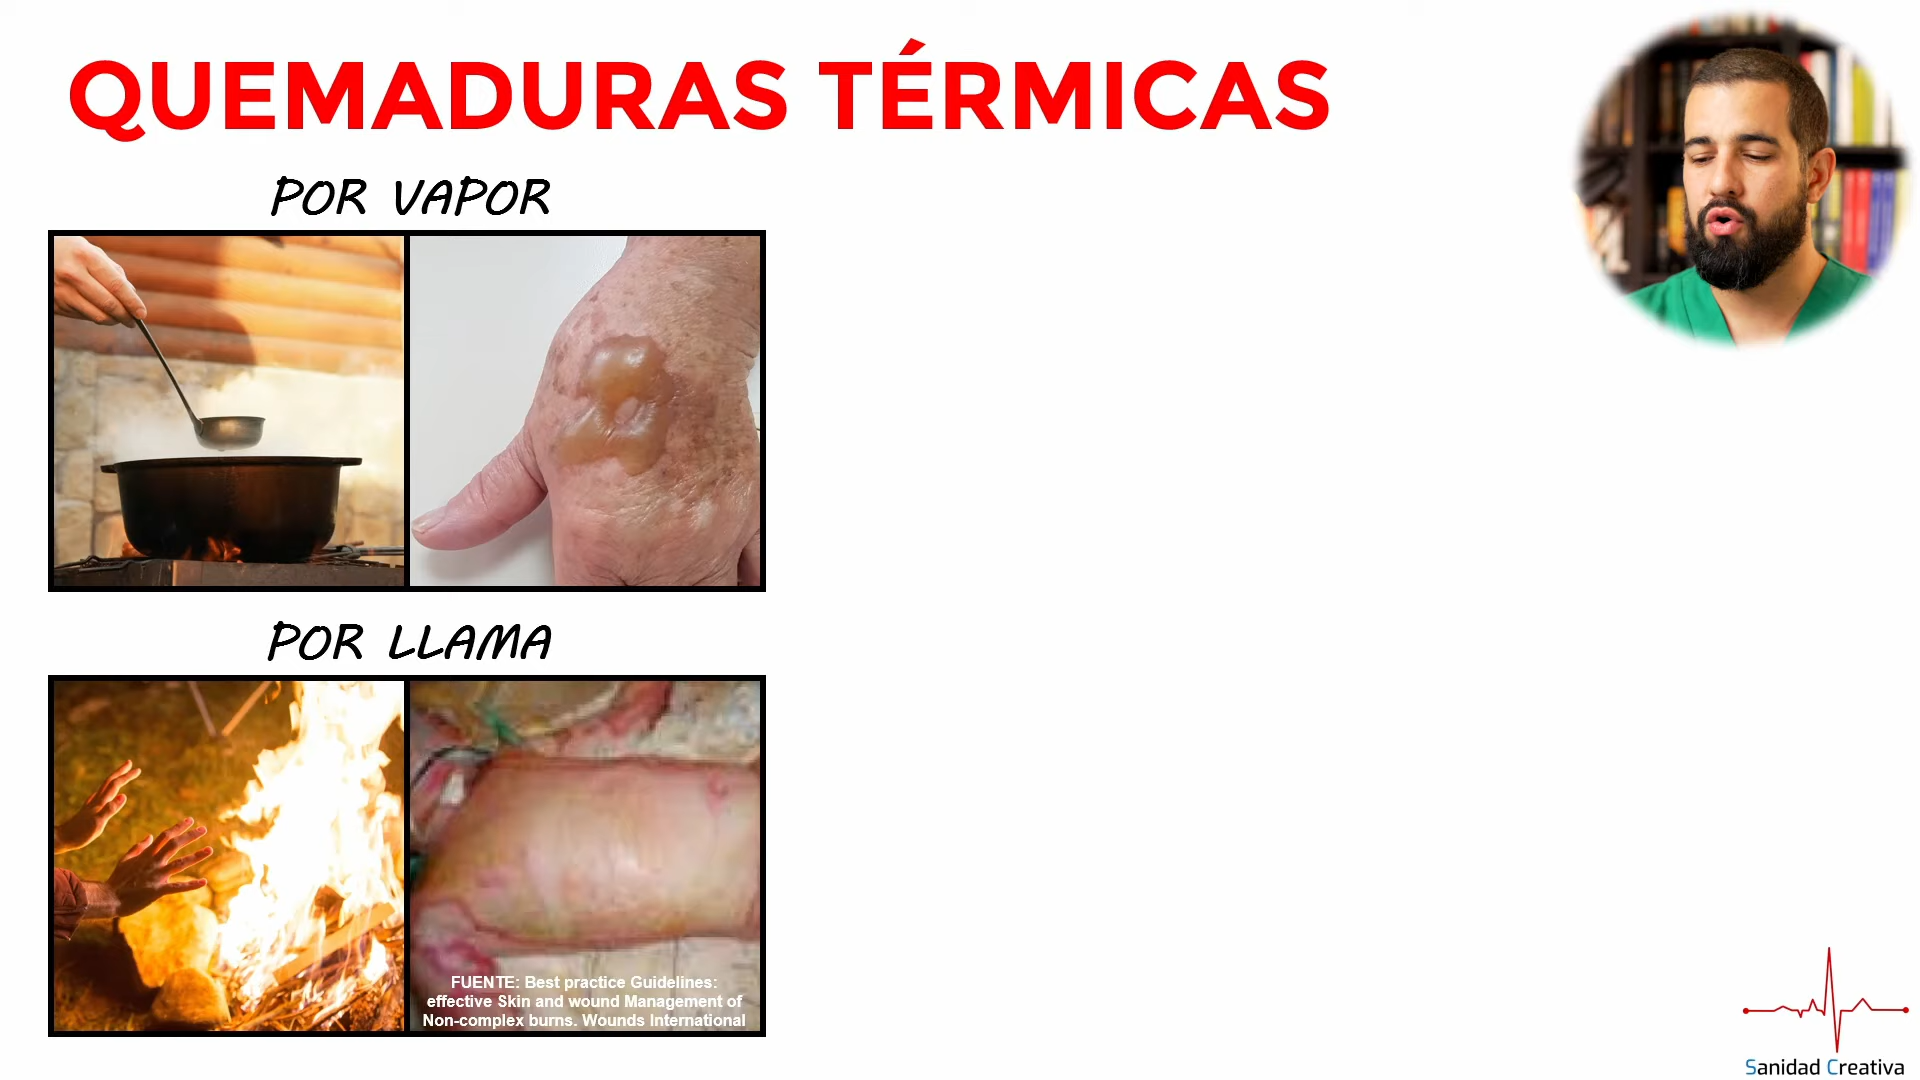 QUEMADURAS TÉRMICAS
POR VAPOR
POR LLAMA
FUENTE: Best practice Guidelines:
effective Skin and wound Management of
Non-complex burns. Wounds International
Sanidad Creativa